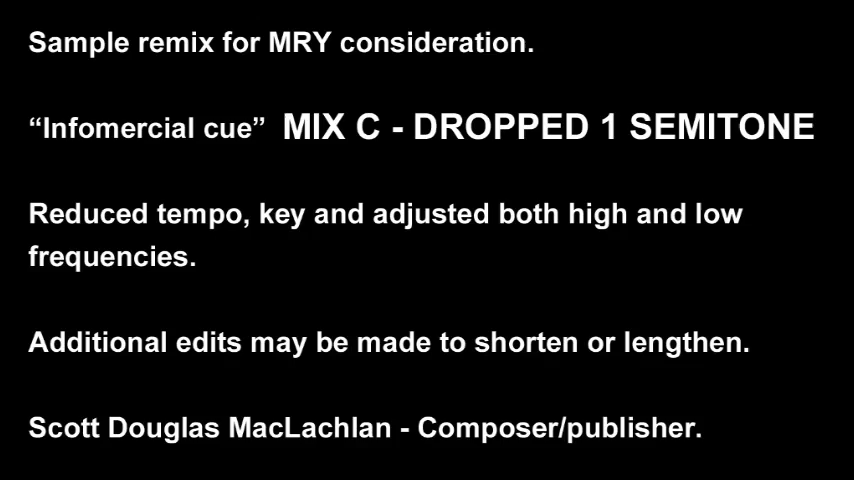 Sample remix for MRY consideration.
“Infomercial cue” MIX C - DROPPED 1 SEMITONE
Reduced tempo, key and adjusted both high and low
frequencies.
Additional edits may be made to shorten or lengthen.
Scott Douglas MacLachlan - Composer/publisher.